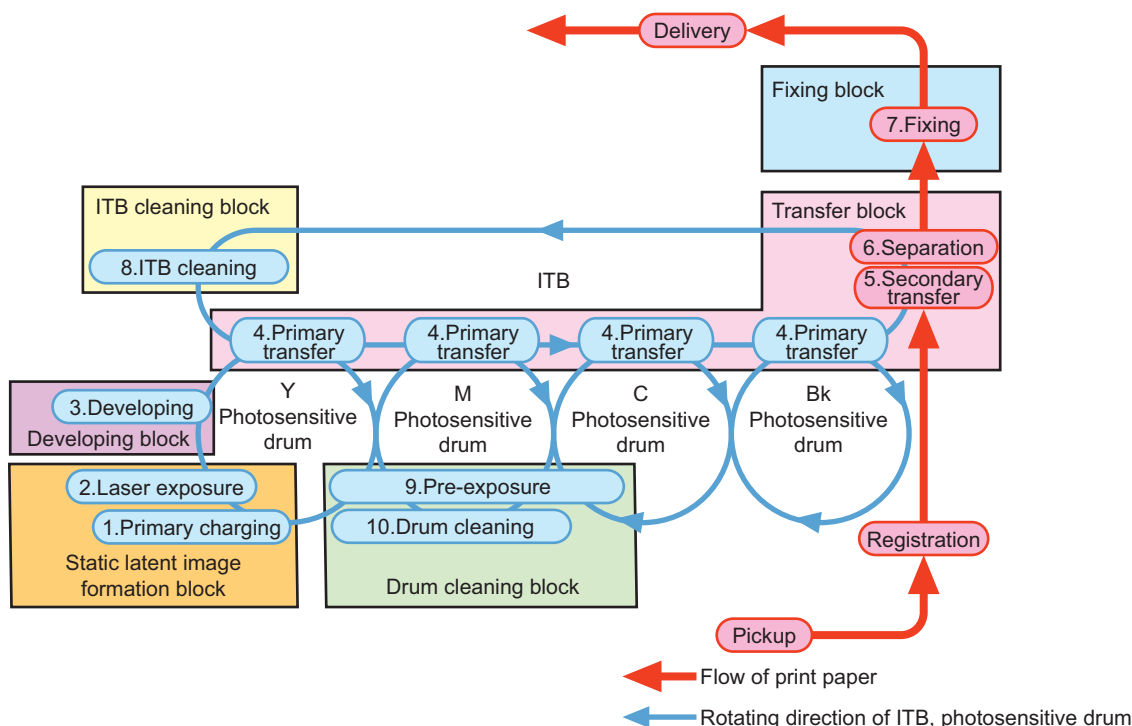 Delivery
Fixing block
7.Fixing
ITB cleaning block
Transfer block
6.Separation
8.ITB cleaning
ITB
5.Secondary
transfer
4.Primary
transfer
4.Primary
transfer
4.Primary
transfer
4.Primary
transfer
Y
Photosensitive
drum
M
Photosensitive
drum
C
Photosensitive
drum
Bk
Photosensitive
drum
3.Developing
Developing block
2.Laser exposure
9.Pre-exposure
1.Primary charging
10.Drum cleaning
Registration
Static latent image
formation block
Drum cleaning block
Pickup
Flow of print paper
Rotating direction of ITB, photosensitive drum